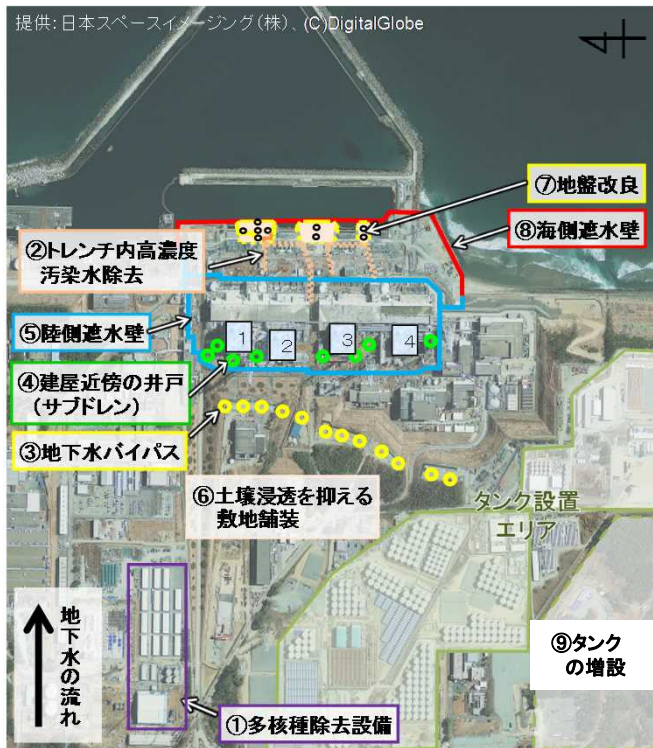 提供：日本スペースイメージング（株）、(C)DigitalGlobe
⑦地盤改良
⑧海側遮水壁
②トレンチ内高濃度
汚染水除去
⑤陸側遮水壁
1
2
3
4
④建屋近傍の井戸
（サブドレン）
③地下水バイパス
⑥土壌浸透を抑える
敷地舗装
タンク設置
エリア
地下水の流れ
⑨タンク
の増設
①多核種除去設備